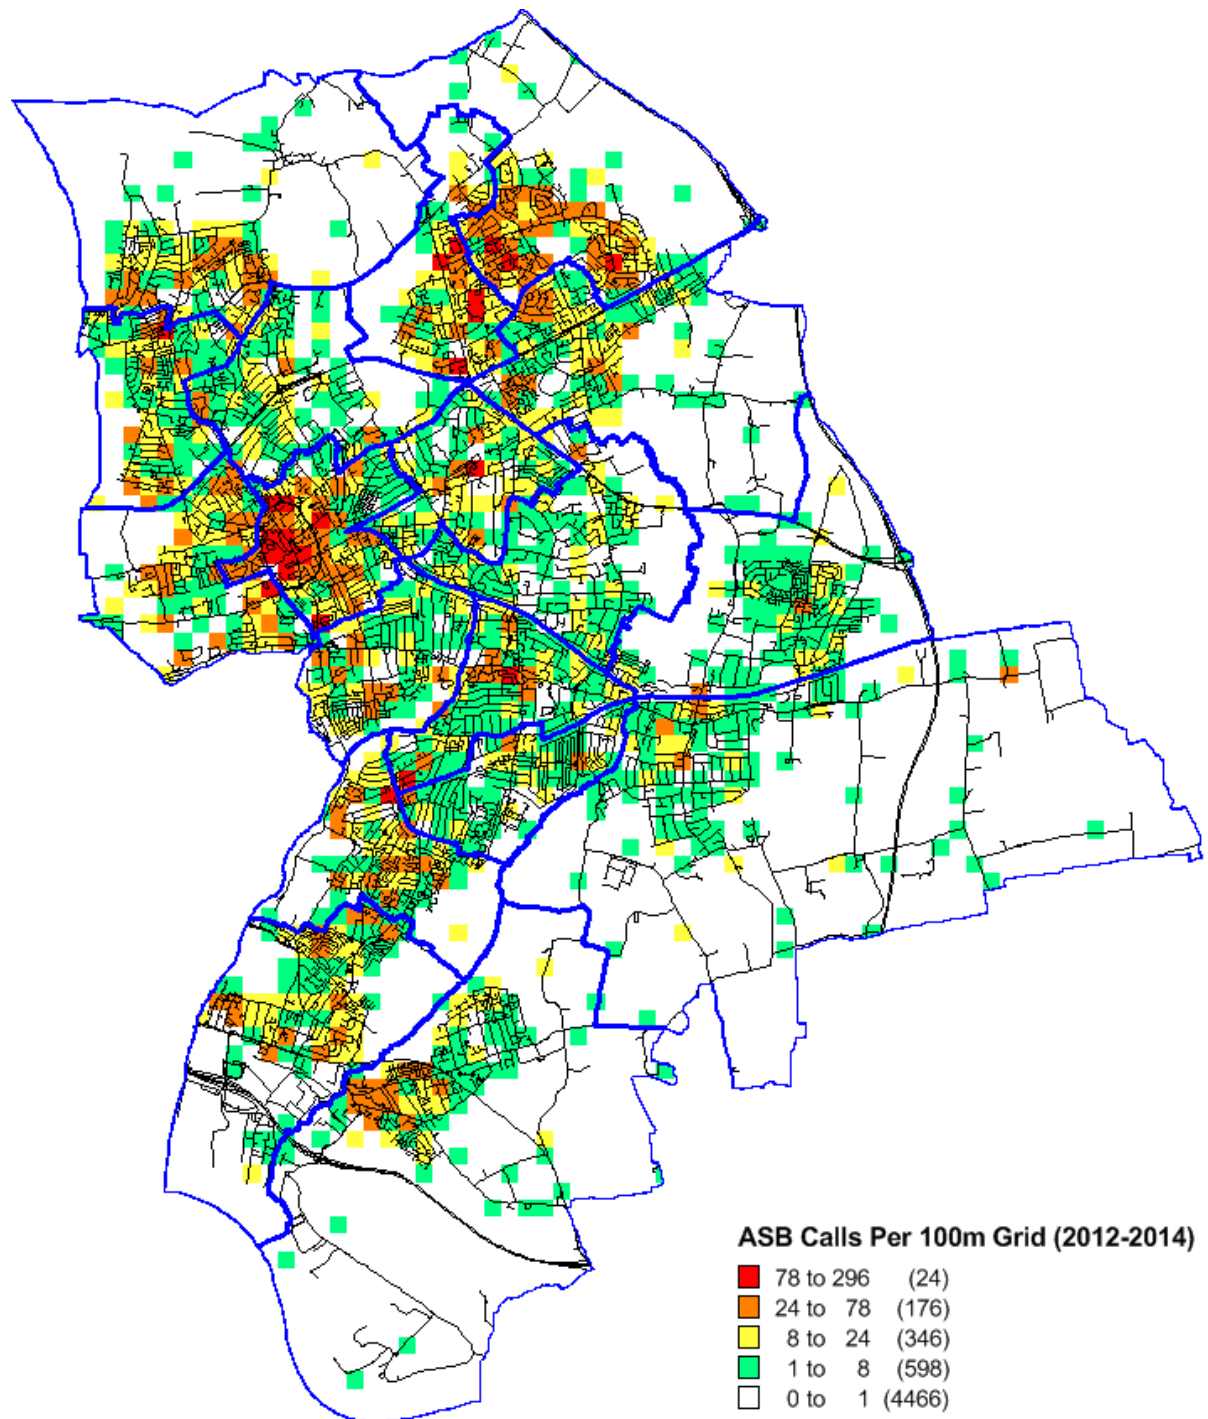 ASB Calls Per 100m Grid (2012-2014)
78 to 296 (24)
24 to 78 (176)
8 to 24 (346)
1 to 8 (598)
0 to 1 (4466)